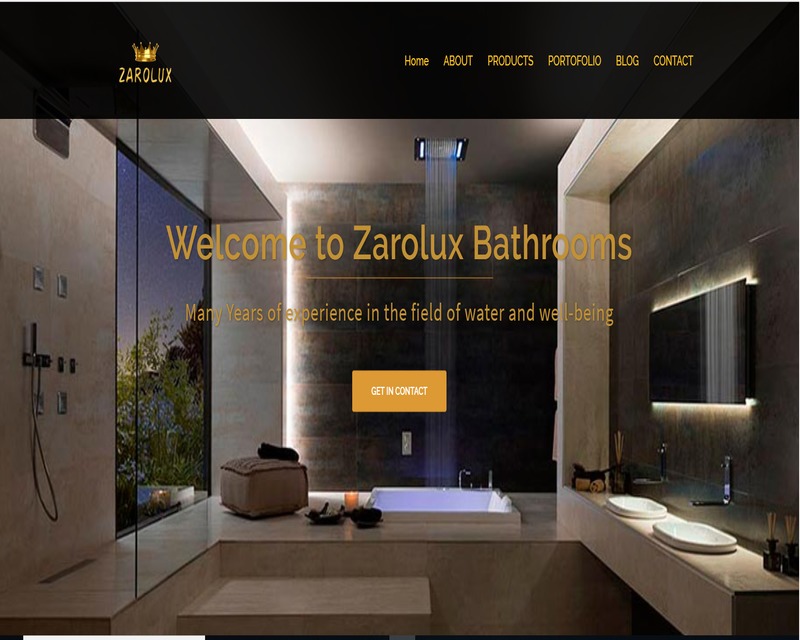 ZAROLUX
Home ABOUT PRODUCTS PORTOFOLIO BLOG CONTACT
Welcome to Zarolux Bathrooms
Many Years of experience in the field of water and well-being
GET IN CONTACT